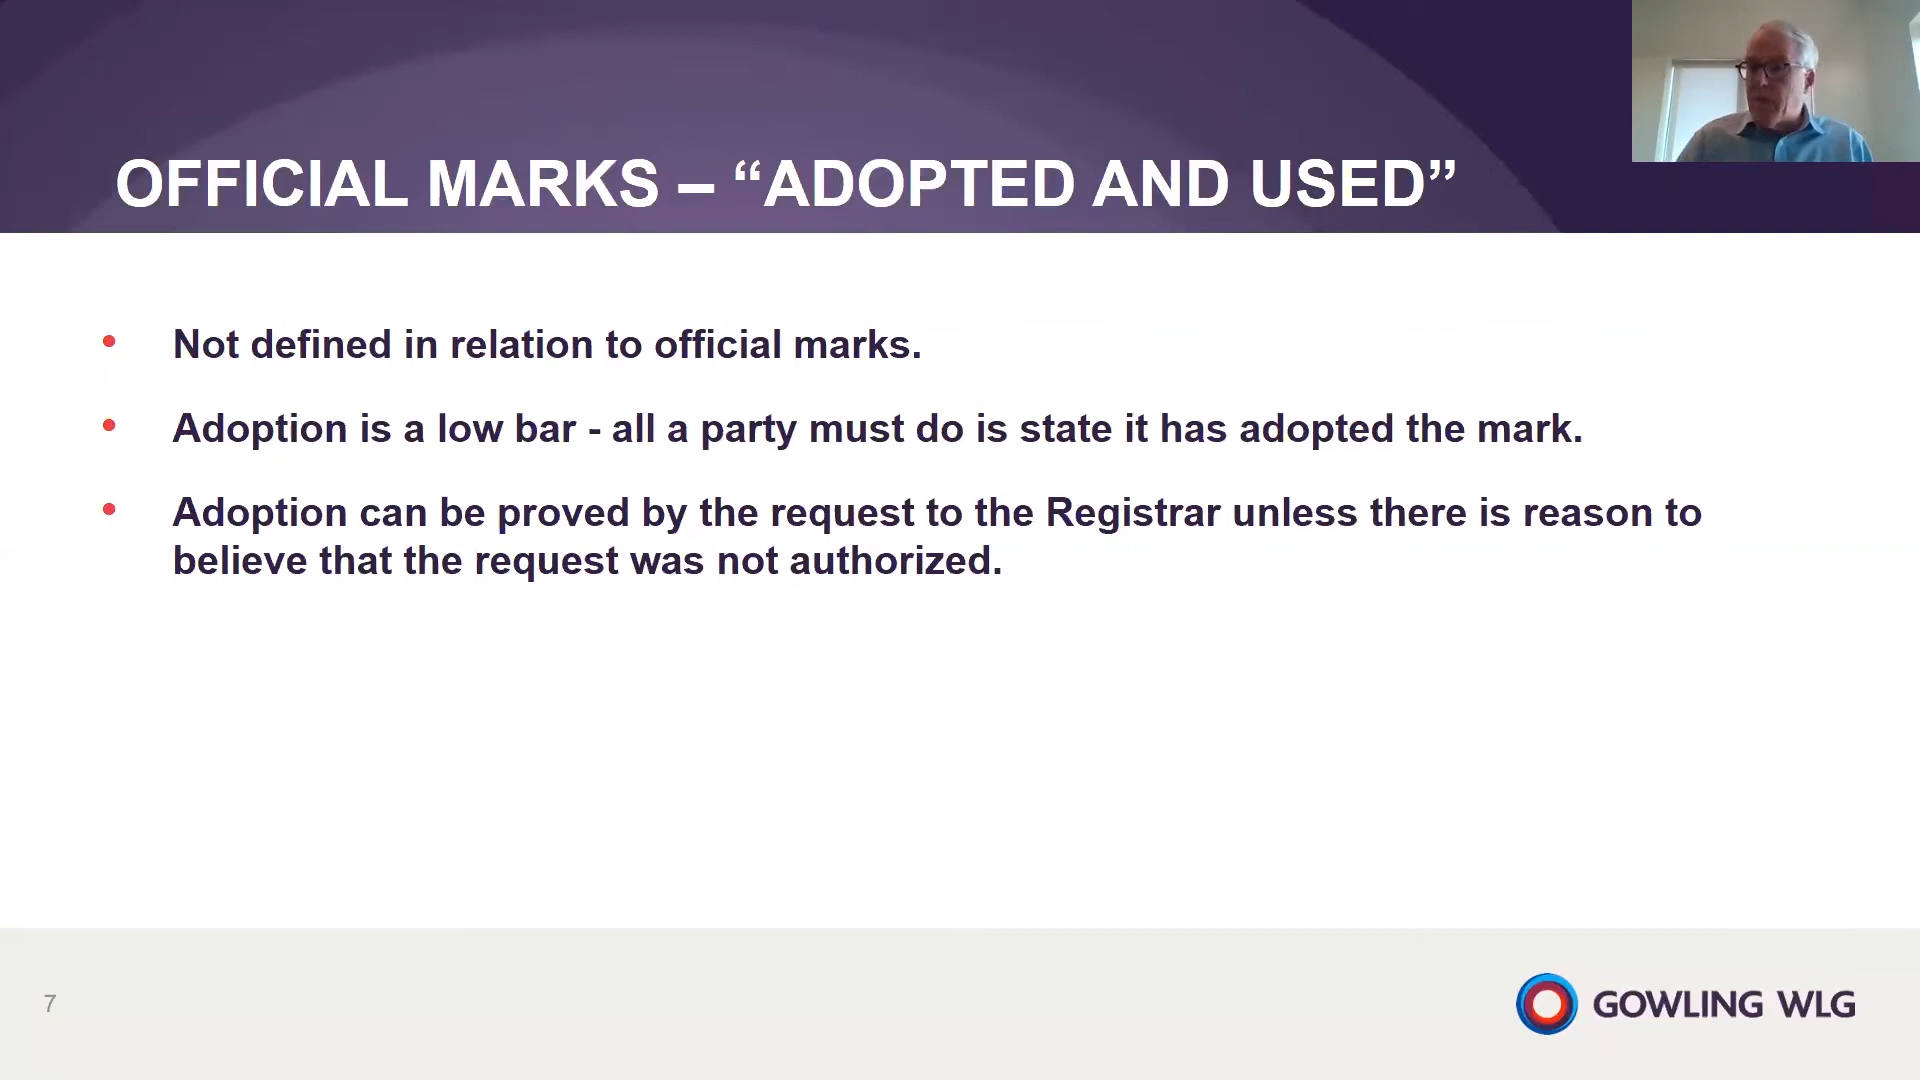 OFFICIAL MARKS – “ADOPTED AND USED”
• Not defined in relation to official marks.
• Adoption is a low bar - all a party must do is state it has adopted the mark.
• Adoption can be proved by the request to the Registrar unless there is reason to
believe that the request was not authorized.
7
GOWLING WLG